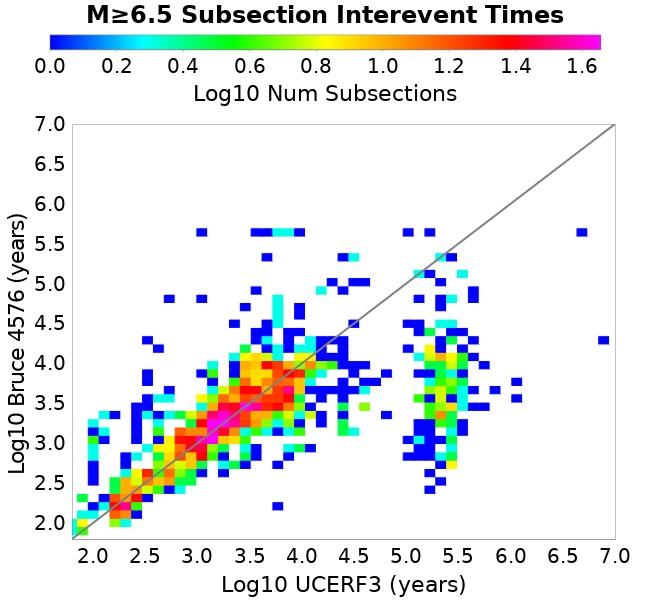 M≥6.5 Subsection Interevent Times
0.0 0.2 0.4 0.6 0.8 1.0 1.2 1.4 1.6
Log10 Num Subsections
7.0
6.5
6.0
5.5
5.0
4.5
4.0
3.5
3.0
2.5
2.0
Log10 Bruce 4576 (years)
2.0 2.5 3.0 3.5 4.0 4.5 5.0 5.5 6.0 6.5 7.0
Log10 UCERF3 (years)